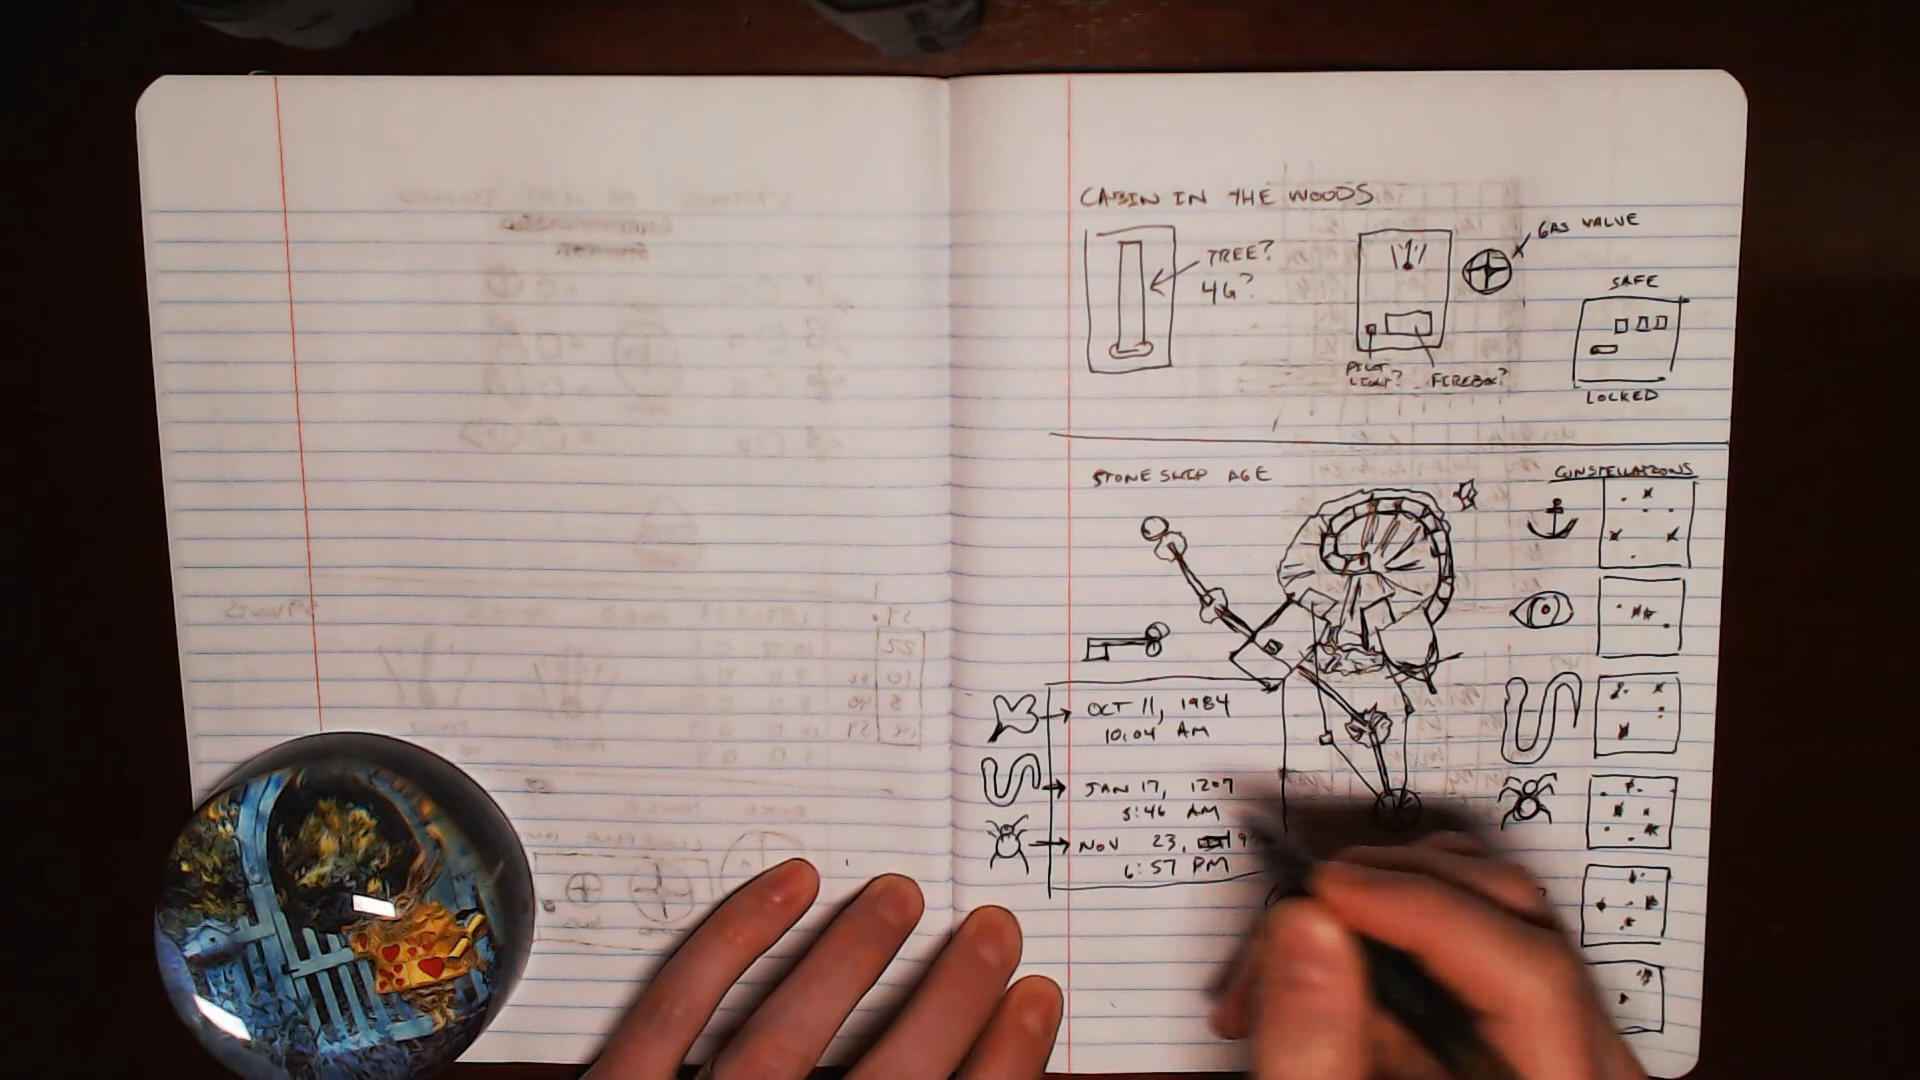 CABIN IN THE WOODS
TREE?
4G?
GAS VALVE
PILOT
LIGHT?
FIREBOX?
SAFE
LOCKED
STONESHIP AGE
CONSTELLATIONS
OCT 11, 1984
10:04 AM
JAN 17, 1207
5:46 AM
NOV 23,
6:57 PM